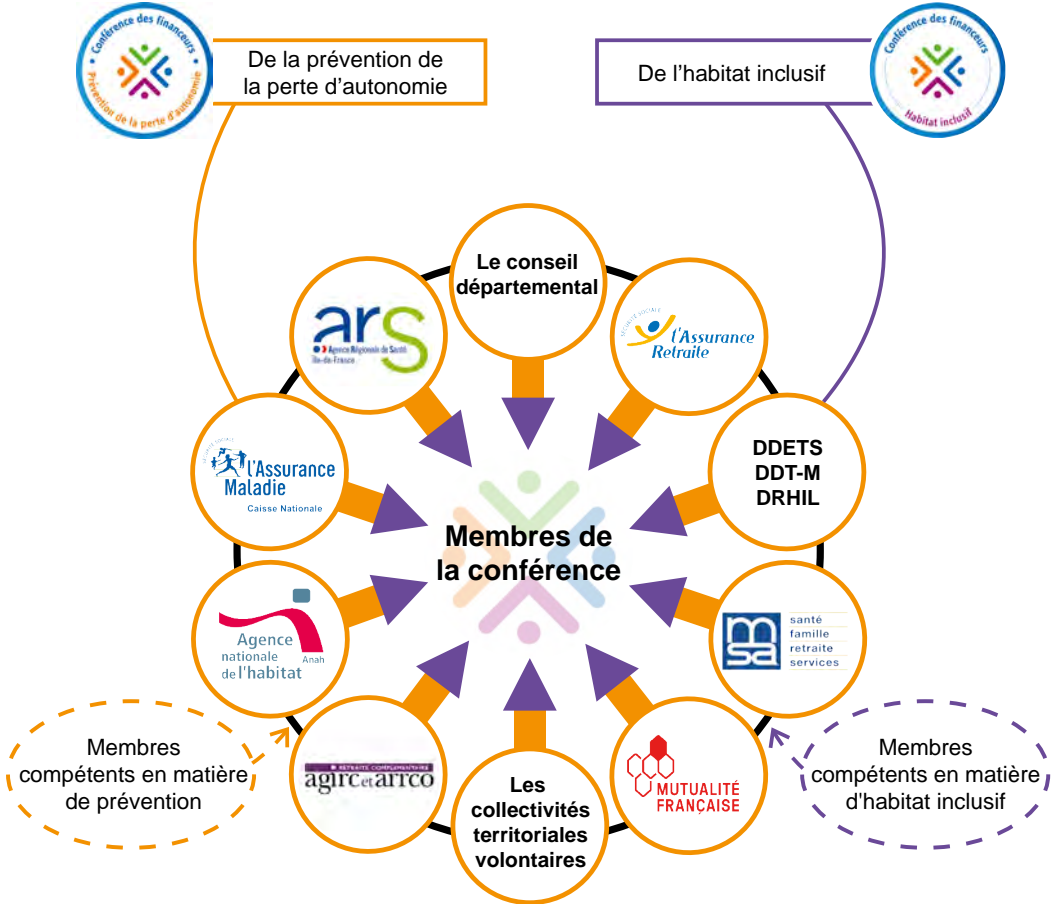 Conférence des financeurs
Prévention de la perte d'autonomie
De la prévention de
la perte d'autonomie
De l'habitat inclusif
Conférence des financeurs
Habitat inclusif
Le conseil
départemental
ars
Agence Régionale de Santé
Île-de-France
SÉCURITÉ SOCIALE
l'Assurance
Retraite
SÉCURITÉ SOCIALE
l'Assurance
Maladie
Caisse Nationale
DDETS
DDT-M
DRHIL
Membres de
la conférence
Agence
nationale
de l'habitat
Anah
msa
santé
famille
retraite
services
Membres
compétents en matière
de prévention
RETRAITE COMPLÉMENTAIRE
agirc et arrco
Les
collectivités
territoriales
volontaires
MUTUALITÉ
FRANÇAISE
Membres
compétents en matière
d'habitat inclusif